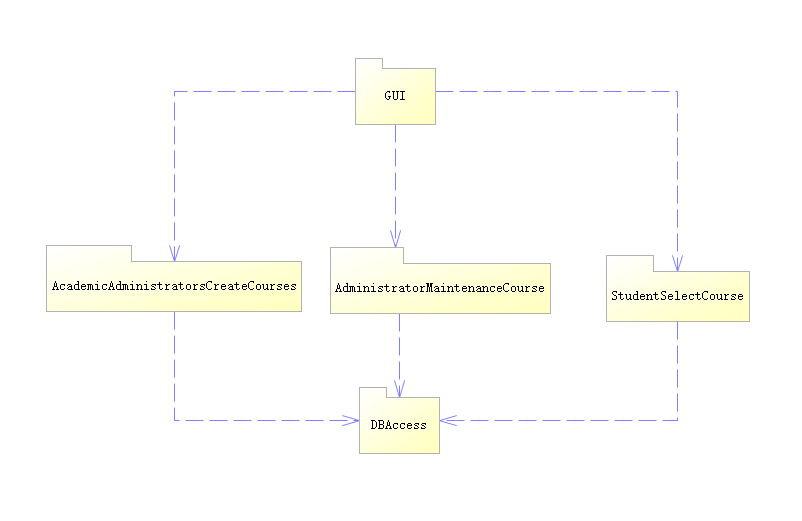 GUI
AcademicAdministratorsCreateCourses
AdministratorMaintenanceCourse
StudentSelectCourse
DBAccess